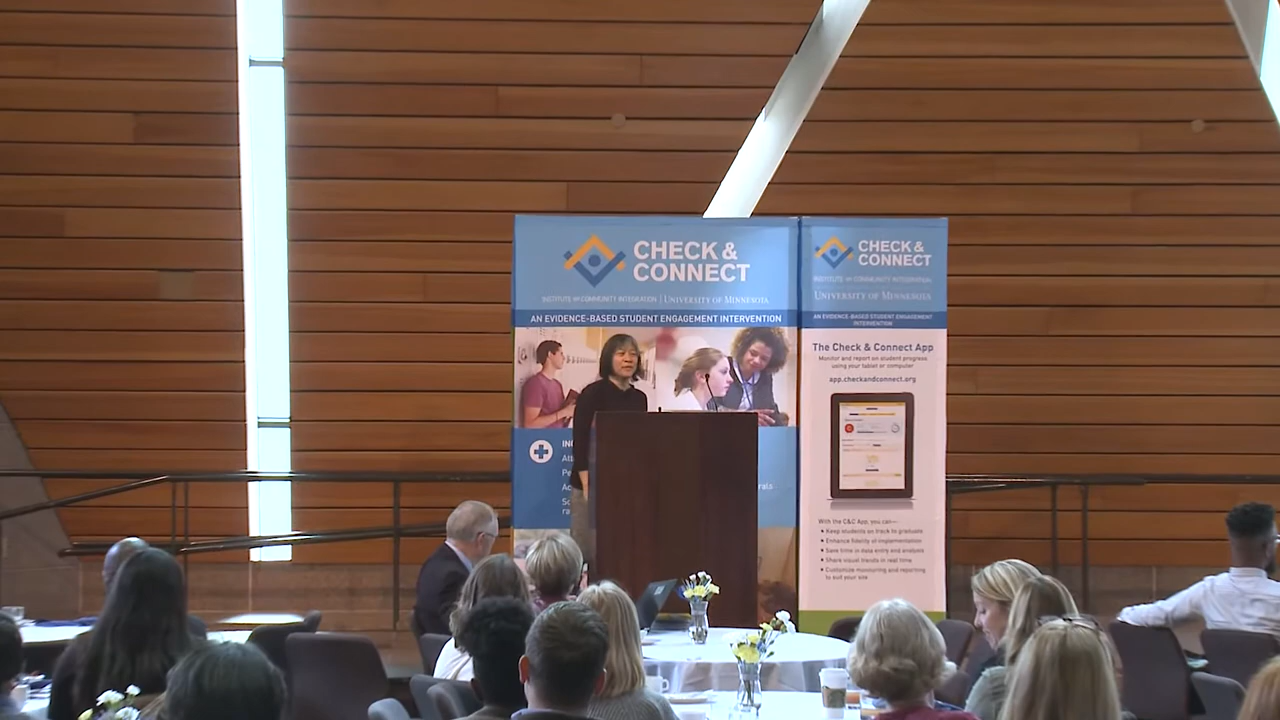 CHECK &
CONNECT
INSTITUTE on COMMUNITY INTEGRATION | UNIVERSITY OF MINNESOTA
AN EVIDENCE-BASED STUDENT ENGAGEMENT INTERVENTION
CHECK &
CONNECT
INSTITUTE on COMMUNITY INTEGRATION
UNIVERSITY OF MINNESOTA
AN EVIDENCE-BASED STUDENT ENGAGEMENT
INTERVENTION
The Check & Connect App
Monitor and report on student progress
using your tablet or computer
app.checkandconnect.org
With the C&C App, you can—
• Keep students on track to graduate
• Enhance fidelity of implementation
• Save time in data entry and analysis
• Share visual trends in real time
• Customize monitoring and reporting
to suit your site